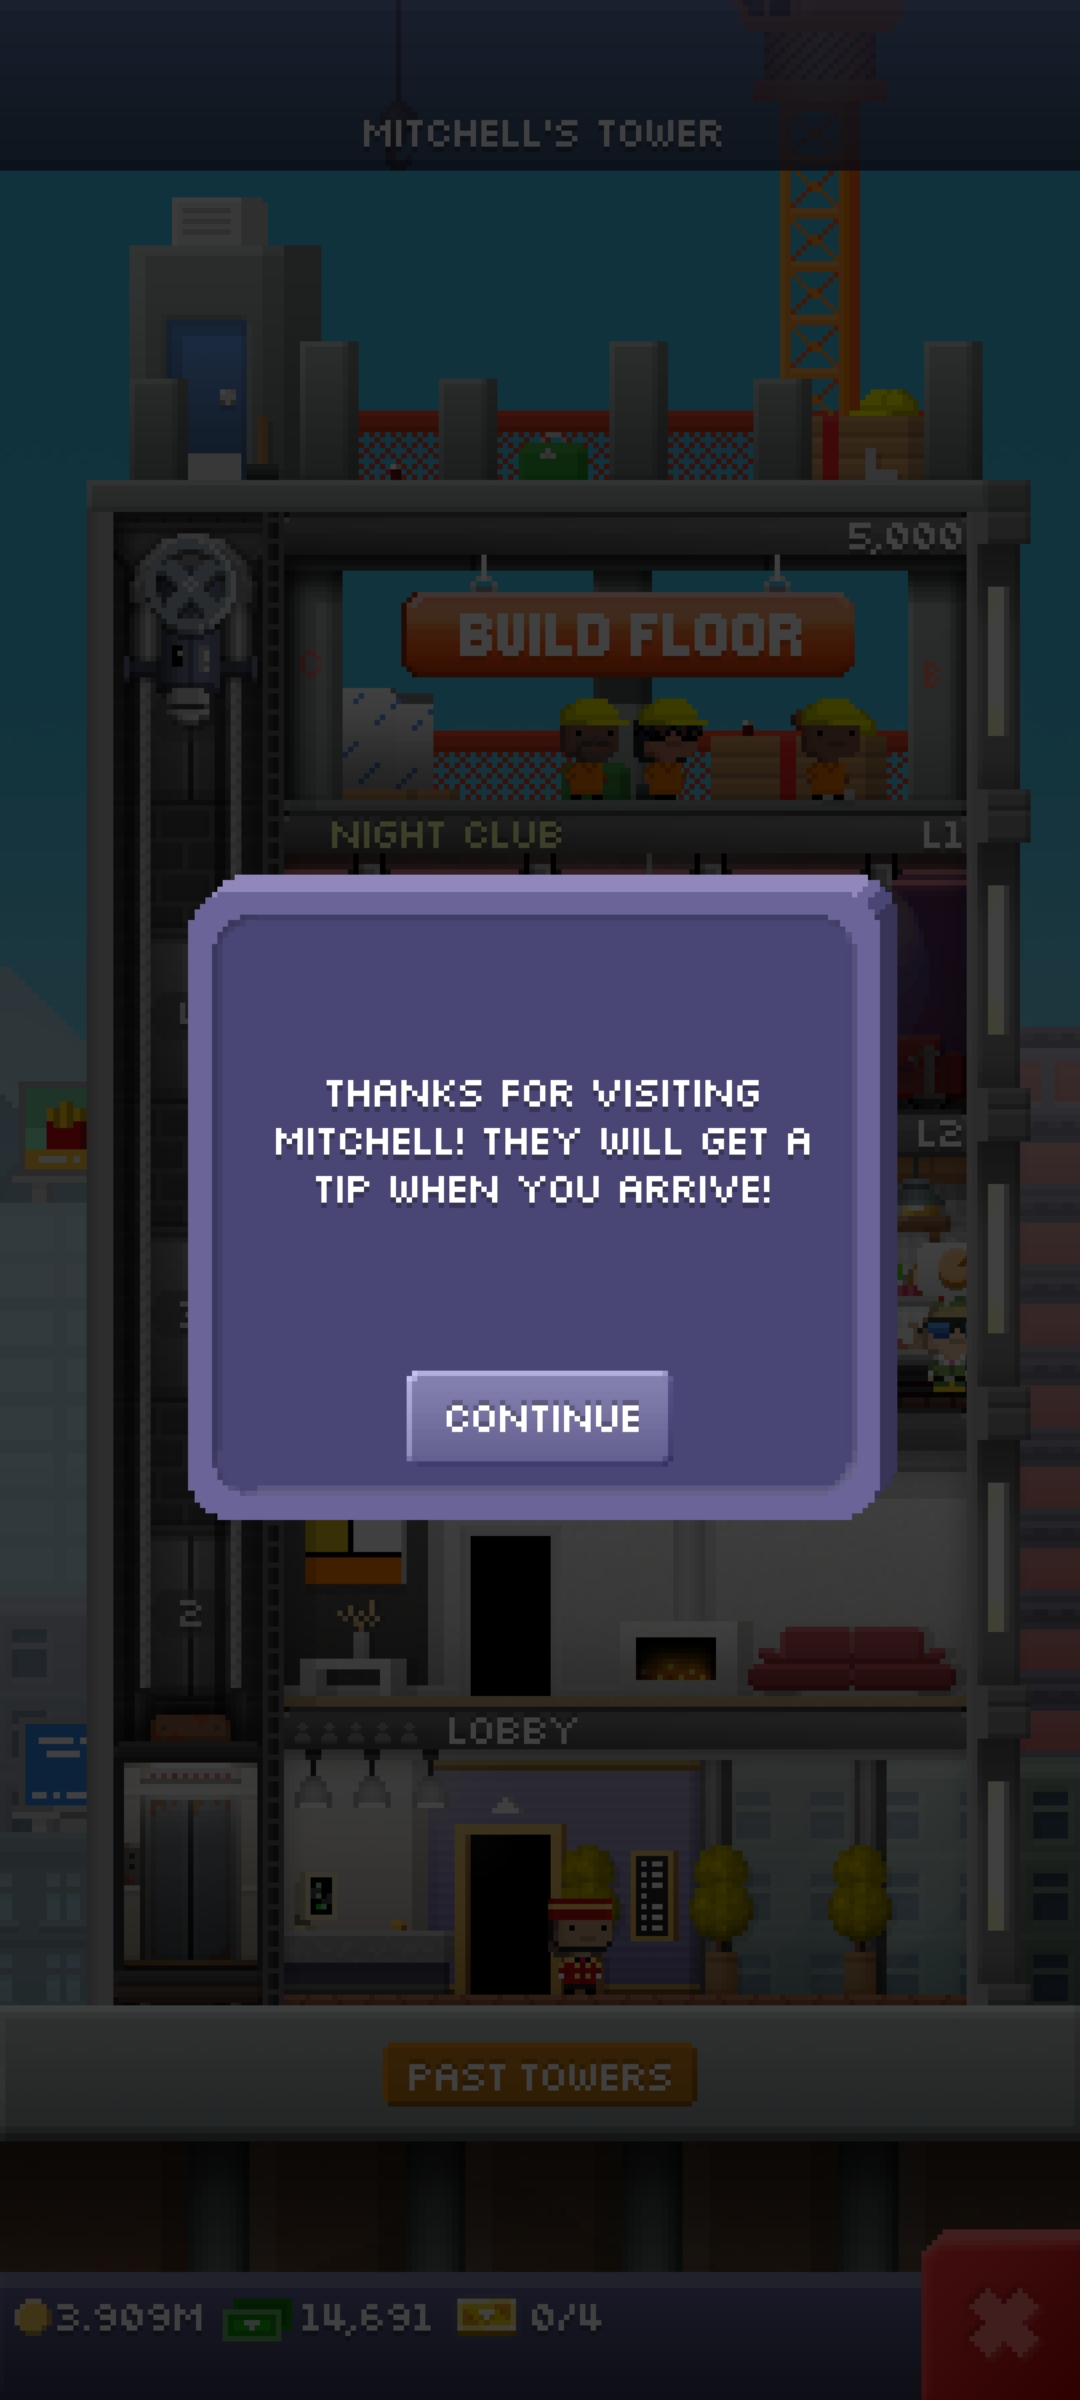 MITCHELL'S TOWER
5,000
BUILD FLOOR
C
B
NIGHT CLUB
L1
L2
THANKS FOR VISITING
MITCHELL! THEY WILL GET A
TIP WHEN YOU ARRIVE!
CONTINUE
2
LOBBY
PAST TOWERS
3.909M
14,691
0/4